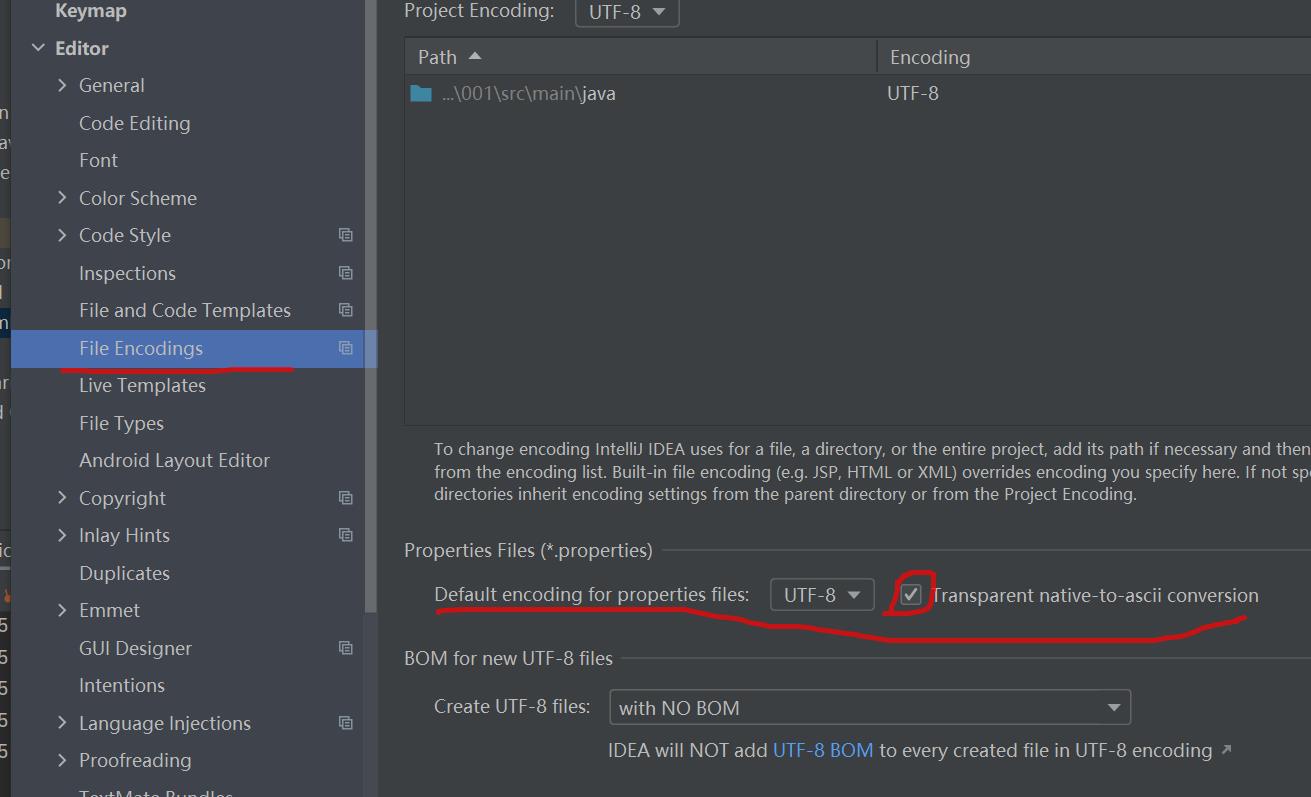 Keymap
Editor
General
Code Editing
Font
Color Scheme
Code Style
Inspections
File and Code Templates
File Encodings
Live Templates
File Types
Android Layout Editor
Copyright
Inlay Hints
Duplicates
Emmet
GUI Designer
Intentions
Language Injections
Proofreading
TextMate Bundles
Project Encoding: UTF-8
Path Encoding
...\001\src\main\java UTF-8
To change encoding IntelliJ IDEA uses for a file, a directory, or the entire project, add its path if necessary and then
from the encoding list. Built-in file encoding (e.g. JSP, HTML or XML) overrides encoding you specify here. If not spe
directories inherit encoding settings from the parent directory or from the Project Encoding.
Properties Files (*.properties)
Default encoding for properties files: UTF-8 Transparent native-to-ascii conversion
BOM for new UTF-8 files
Create UTF-8 files: with NO BOM
IDEA will NOT add UTF-8 BOM to every created file in UTF-8 encoding